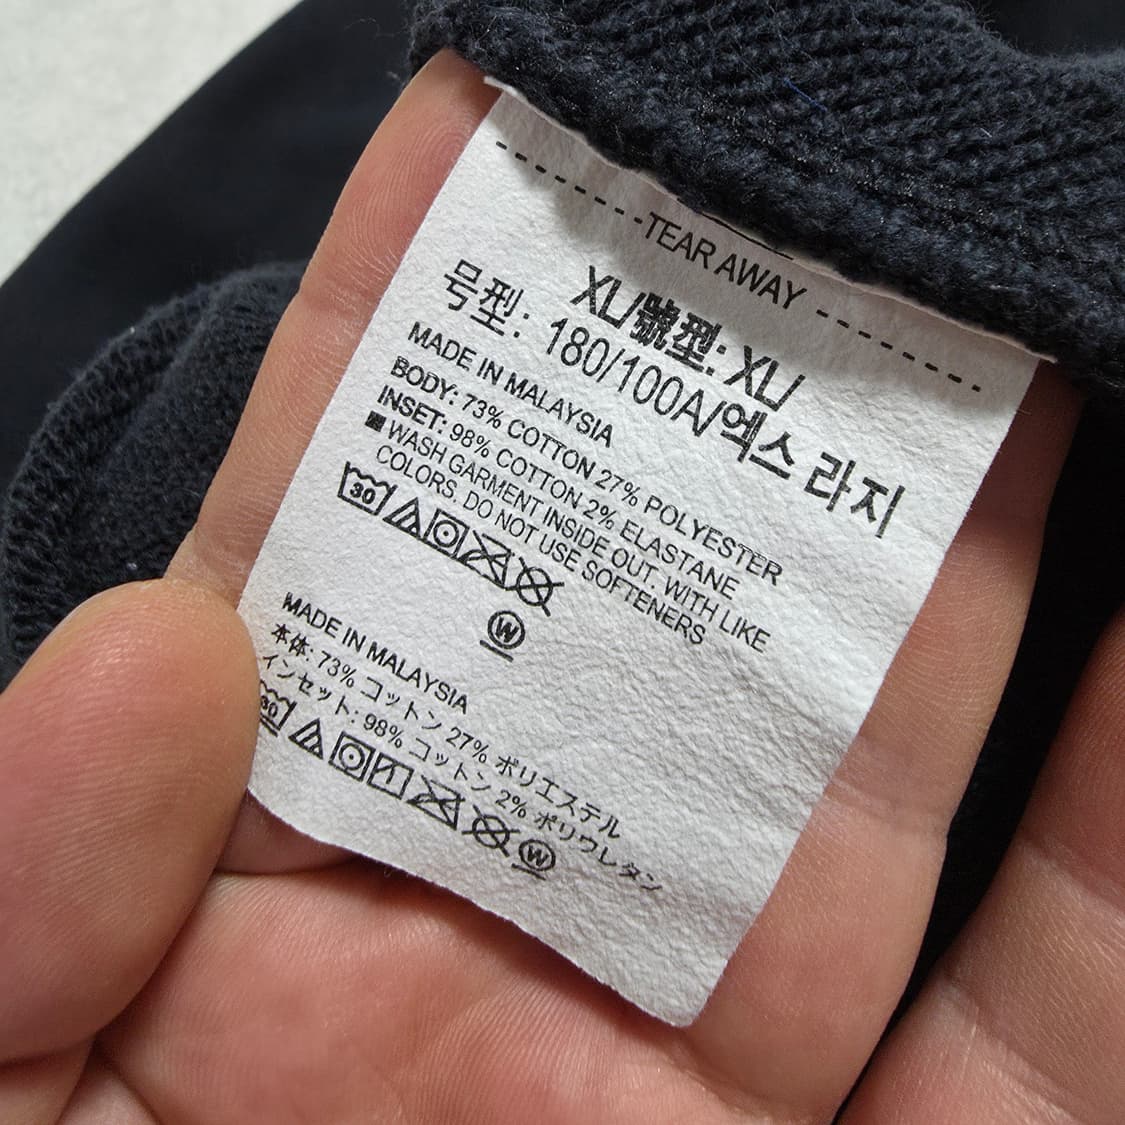 TEAR AWAY
XL/號型: XL/
号型: 180/100A/엑스 라지
MADE IN MALAYSIA
BODY: 73% COTTON 27% POLYESTER
INSET: 98% COTTON 2% ELASTANE
WASH GARMENT INSIDE OUT. WITH LIKE
COLORS. DO NOT USE SOFTENERS
30
W
MADE IN MALAYSIA
本体: 73% コットン 27% ポリエステル
インセット: 98% コットン 2% ポリウレタン
30
W